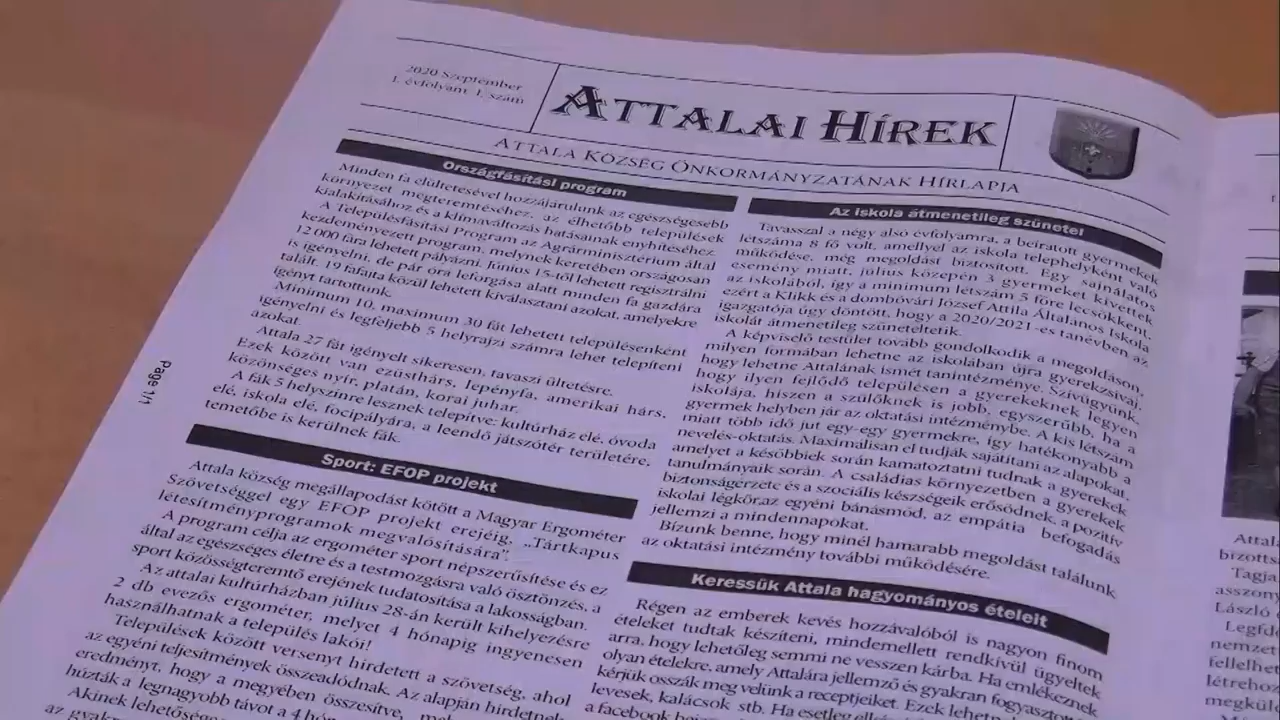 2020 Szeptember
1. évfolyam 1. szám
ATTALAI HÍREK
ATTALA KÖZSÉG ÖNKORMÁNYZATÁNAK HÍRLAPJA
Országfásítási program
Minden fa elültetésével hozzájárulunk az egészségesebb
környezet megteremtéséhez, az élhetőbb települések
kialakításához és a klímaváltozás hatásainak enyhítéséhez.
A Településfásítási Program az Agrárminisztérium által
kezdeményezett program, melynek keretében országosan
12 000 fára lehetett pályázni. Június 15-től lehetett regisztrálni
is igényelni, de pár óra leforgása alatt minden fa gazdára
talált. 19 fafajta közül lehetett kiválasztani azokat, amelyekre
igényt tartottunk.
Minimum 10, maximum 30 fát lehetett településenként
igényelni és legfeljebb 5 helyrajzi számra lehet telepíteni
azokat.
Attala 27 fát igényelt sikeresen, tavaszi ültetésre.
Ezek között van ezüsthárs, lepényfa, amerikai hárs,
közönséges nyír, platán, korai juhar.
A fák 5 helyszínre lesznek telepítve: kultúrház elé, óvoda
elé, iskola elé, focipályára, a leendő játszótér területére,
temetőbe is kerülnek fák.
Sport: EFOP projekt
Attala község megállapodást kötött a Magyar Ergométer
Szövetséggel egy EFOP projekt erejéig, „Tártkapus
létesítményprogramok megvalósítására”.
A program célja az ergométer sport népszerűsítése és ez
által az egészséges életre és a testmozgásra való ösztönzés, a
sport közösségteremtő erejének tudatosítása a lakosságban.
Az attalai kultúrházban július 28-án került kihelyezésre
2 db evezős ergométer, melyet 4 hónapig ingyenesen
használhatnak a település lakói!
Települések között versenyt hirdetett a szövetség, ahol
az egyéni teljesítmények összeadódnak. Az alapján hirdetnek
eredményt, hogy a megyében összesítve,
húzták a legnagyobb távot a 4
Akinek
az
Az iskola átmenetileg szünetel
Tavasszal a négy alsó évfolyamra, a beíratott gyermekek
létszáma 8 fő volt, amellyel az iskola telephelyként való
működése, még megoldást biztosított. Egy sajnálatos
esemény miatt, július közepén 3 gyermeket kivettek
az iskolából, így a minimum létszám 5 főre lecsökkent,
ezért a Klikk és a dombóvári József Attila Általános Iskola
igazgatója úgy döntött, hogy a 2020/2021-es tanévben az
iskolát átmenetileg szüneteltetik.
A képviselő testület tovább gondolkodik a megoldáson,
milyen formában lehetne az iskolában újra gyerekzsivaj,
hogy lehetne Attalának ismét tanintézménye. Szívügyünk,
hogy ilyen fejlődő településen a gyerekeknek legyen
iskolája, hiszen a szülőknek is jobb, egyszerűbb, ha a
gyermek helyben jár az oktatási intézménybe. A kis létszám
miatt több idő jut egy-egy gyermekre, így hatékonyabb a
nevelés-oktatás. Maximálisan el tudják sajátítani az alapokat,
amelyet a későbbiek során kamatoztatni tudnak a gyerekek
tanulmányaik során. A családias környezetben a gyerekek
biztonságérzete és a szociális készségeik erősödnek, a pozitív
iskolai légkör,az egyéni bánásmód, az empátia befogadás
jellemzi a mindennapokat.
Bízunk benne, hogy minél hamarabb megoldást találunk
az oktatási intézmény további működésére.
Keressük Attala hagyományos ételeit
Régen az emberek kevés hozzávalóból is nagyon finom
ételeket tudtak készíteni, mindemellett rendkívül ügyeltek
arra, hogy lehetőleg semmi ne vesszen kárba. Ha emlékeznek
olyan ételekre, amely Attalára jellemző és gyakran
kérjük osszák meg velünk a receptjeiket. Ezek
levesek, kalácsok stb. Ha esetleg
a facebook
Page 1/1
Attala
Tagja
asszony
László
nemzet